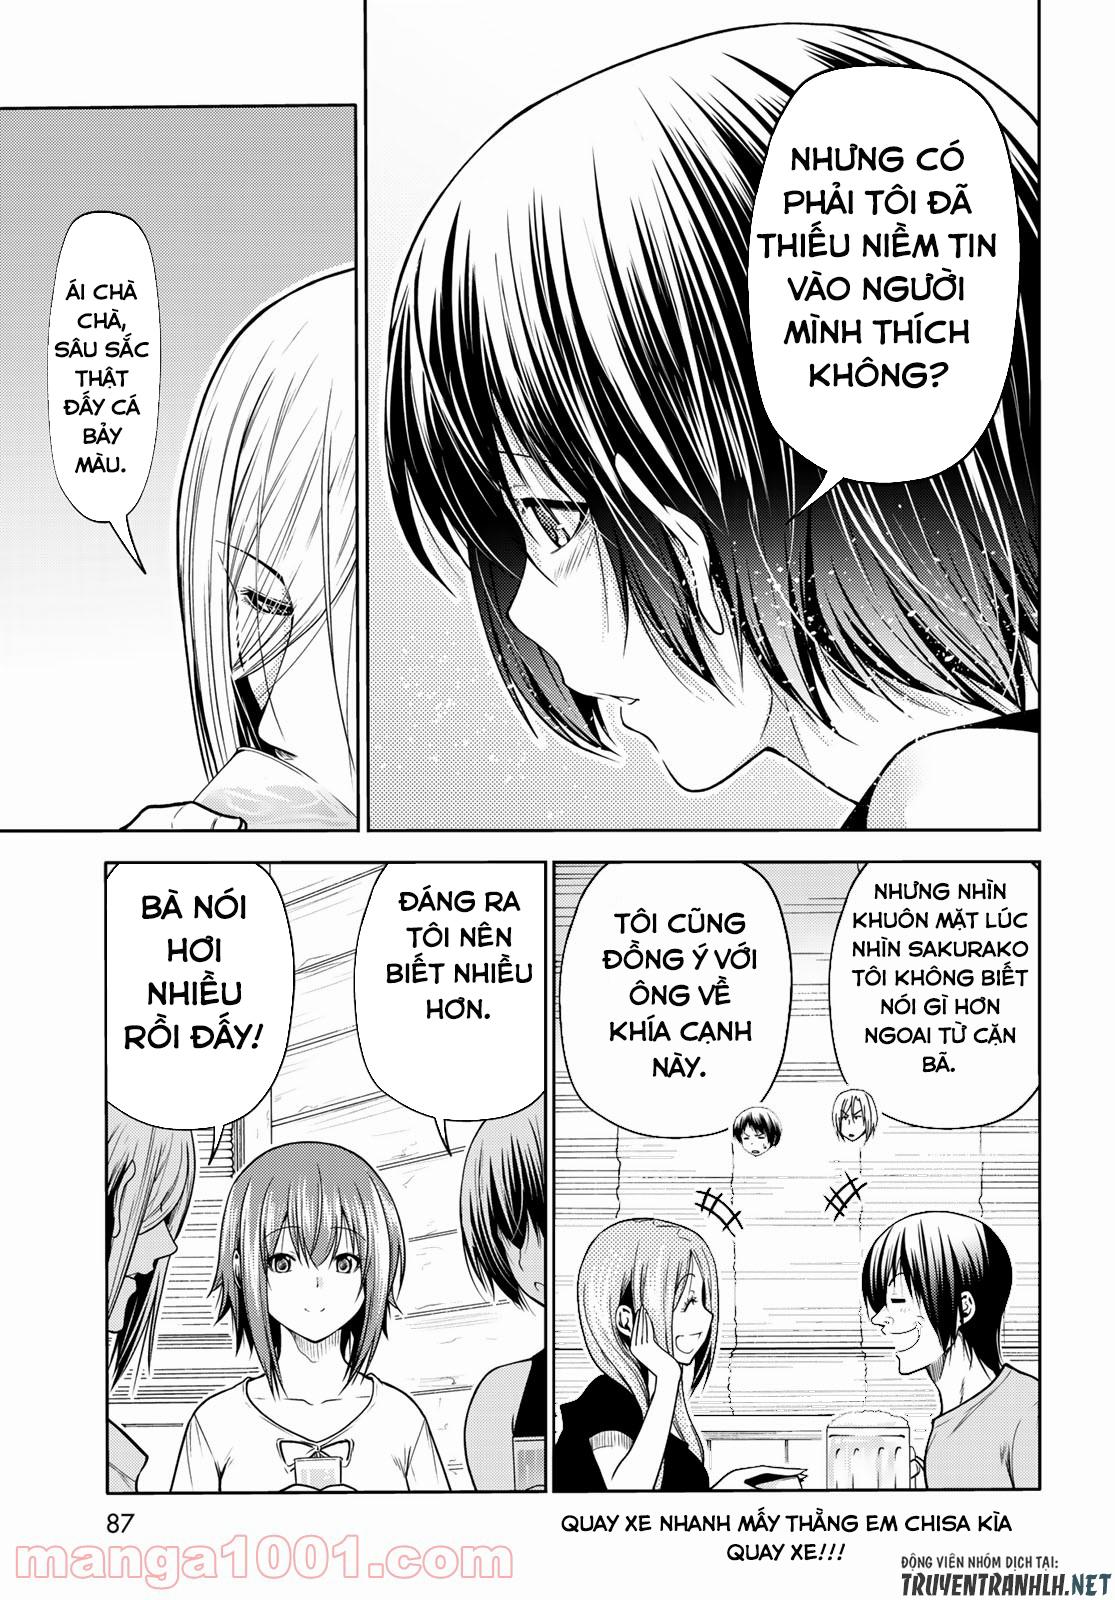 NHƯNG CÓ
PHẢI TÔI ĐÃ
THIẾU NIỀM TIN
VÀO NGƯỜI
MÌNH THÍCH
KHÔNG?
ÁI CHÀ
CHÀ,
SÂU SẮC
THẬT
ĐẤY CÁ
BẢY
MÀU.
NHƯNG NHÌN
KHUÔN MẶT LÚC
NHÌN SAKURAKO
TÔI KHÔNG BIẾT
NÓI GÌ HƠN
NGOAI TỪ CẶN
BÃ.
TÔI CŨNG
ĐỒNG Ý VỚI
ÔNG VỀ
KHÍA CẠNH
NÀY.
ĐÁNG RA
TÔI NÊN
BIẾT NHIỀU
HƠN.
BÀ NÓI
HƠI
NHIỀU
RỒI ĐẤY!
87
QUAY XE NHANH MẤY THẰNG EM CHISA KÌA
QUAY XE!!!
manga1001.com
ĐỘNG VIÊN NHÓM DỊCH TẠI:
TRUYENTRANHLH.NET